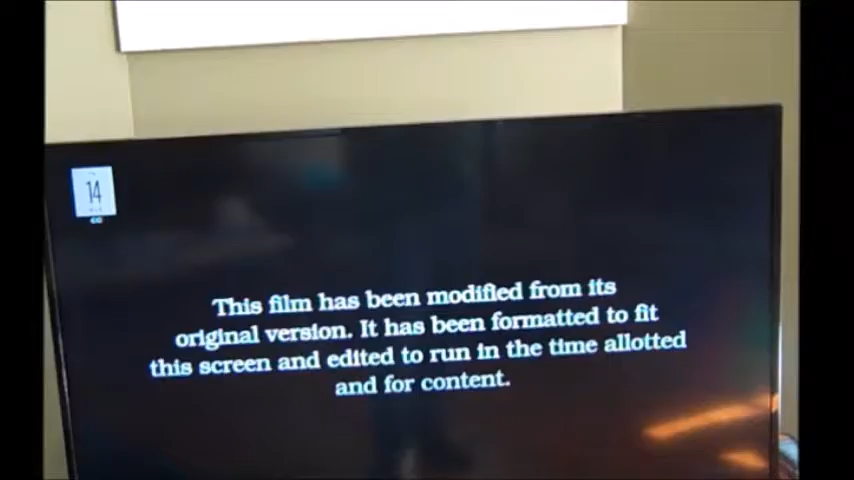 14
This film has been modified from its
original version. It has been formatted to fit
this screen and edited to run in the time allotted
and for content.